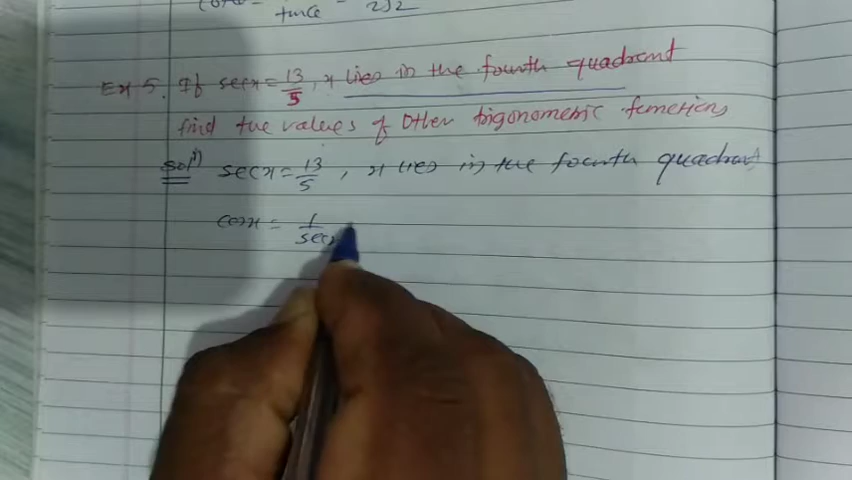 Ex 5. If secx = 13/5, x lies in the fourth quadrant
find the values of other trigonometric functions
Solⁿ) secx = 13/5, x lies in the fourth quadrant
cosx = 1/secx